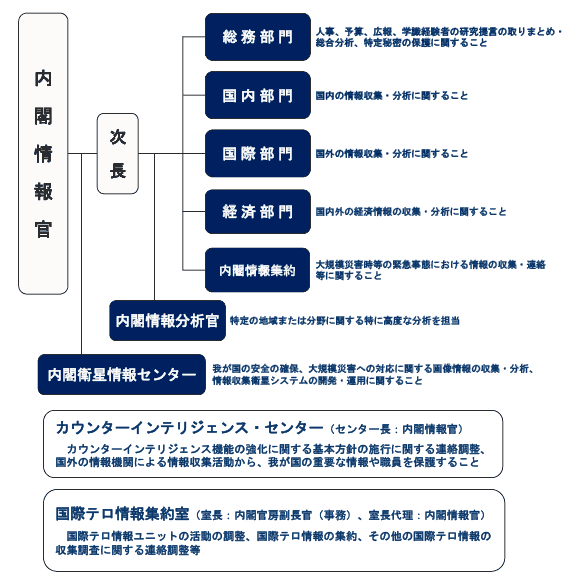 内閣情報官
次長
総務部門
人事、予算、広報、学識経験者の研究提言の取りまとめ・
総合分析、特定秘密の保護に関すること
国内部門
国内の情報収集・分析に関すること
国際部門
国外の情報収集・分析に関すること
経済部門
国内外の経済情報の収集・分析に関すること
内閣情報集約
大規模災害時等の緊急事態における情報の収集・連絡
等に関すること
内閣情報分析官
特定の地域または分野に関する特に高度な分析を担当
内閣衛星情報センター
我が国の安全の確保、大規模災害への対応に関する画像情報の収集・分析、
情報収集衛星システムの開発・運用に関すること
カウンターインテリジェンス・センター（センター長：内閣情報官）
カウンターインテリジェンス機能の強化に関する基本方針の施行に関する連絡調整、
国外の情報機関による情報収集活動から、我が国の重要な情報や職員を保護すること
国際テロ情報集約室（室長：内閣官房副長官（事務）、室長代理：内閣情報官）
国際テロ情報ユニットの活動の調整、国際テロ情報の集約、その他の国際テロ情報の
収集調査に関する連絡調整等